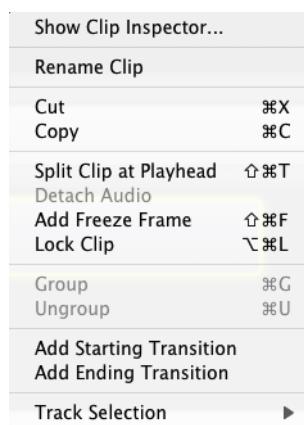 Show Clip Inspector...
Rename Clip
Cut ⌘X
Copy ⌘C
Split Clip at Playhead ⇧⌘T
Detach Audio
Add Freeze Frame ⇧⌘F
Lock Clip ⌥⌘L
Group ⌘G
Ungroup ⌘U
Add Starting Transition
Add Ending Transition
Track Selection ▶